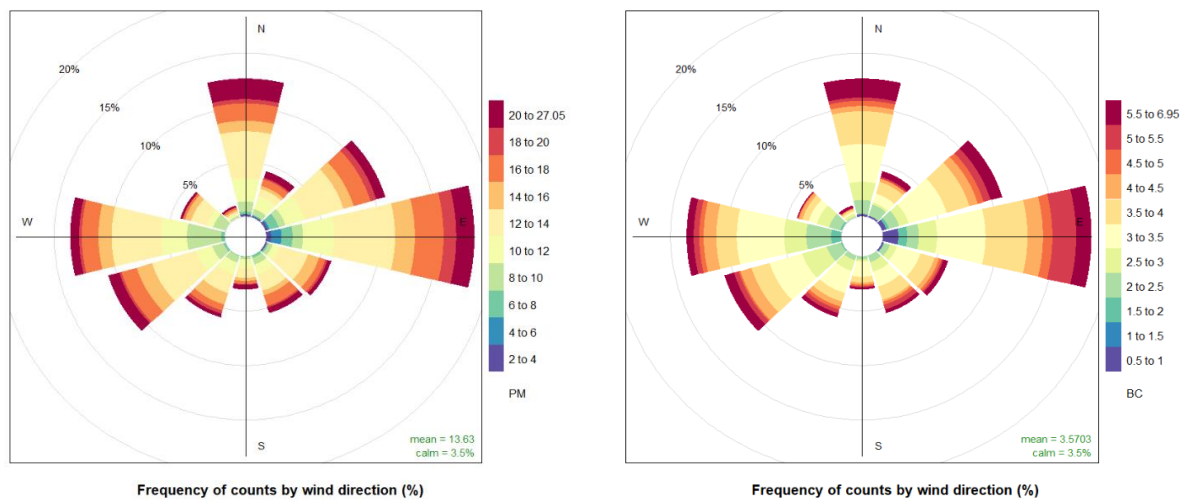 N
20%
15%
10%
5%
W
E
S
mean = 13.63
calm = 3.5%
20 to 27.05
18 to 20
16 to 18
14 to 16
12 to 14
10 to 12
8 to 10
6 to 8
4 to 6
2 to 4
PM
Frequency of counts by wind direction (%)
N
20%
15%
10%
5%
W
E
S
mean = 3.5703
calm = 3.5%
5.5 to 6.95
5 to 5.5
4.5 to 5
4 to 4.5
3.5 to 4
3 to 3.5
2.5 to 3
2 to 2.5
1.5 to 2
1 to 1.5
0.5 to 1
BC
Frequency of counts by wind direction (%)